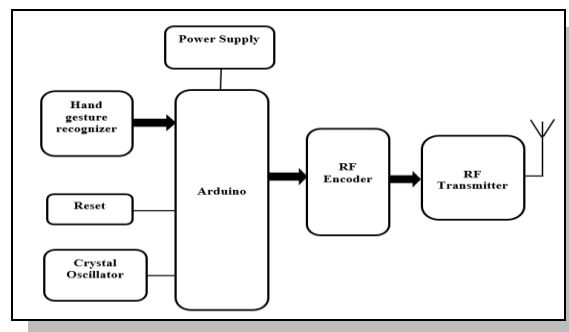 Power Supply
Hand
gesture
recognizer
Arduino
RF
Encoder
RF
Transmitter
Reset
Crystal
Oscillator